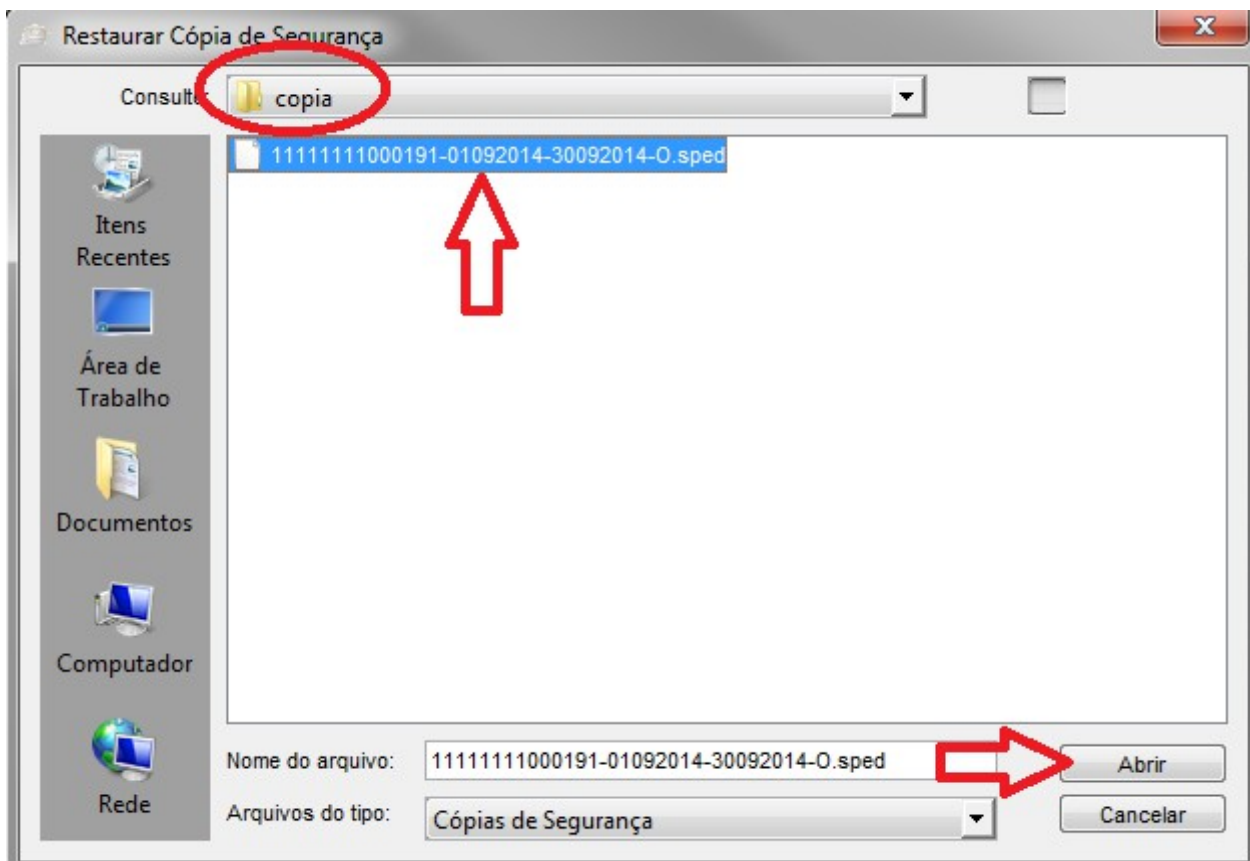 Restaurar Cópia de Segurança
Consultar
copia
11111111000191-01092014-30092014-O.sped
Itens
Recentes
Área de
Trabalho
Documentos
Computador
Rede
Nome do arquivo:
11111111000191-01092014-30092014-O.sped
Abrir
Arquivos do tipo:
Cópias de Segurança
Cancelar